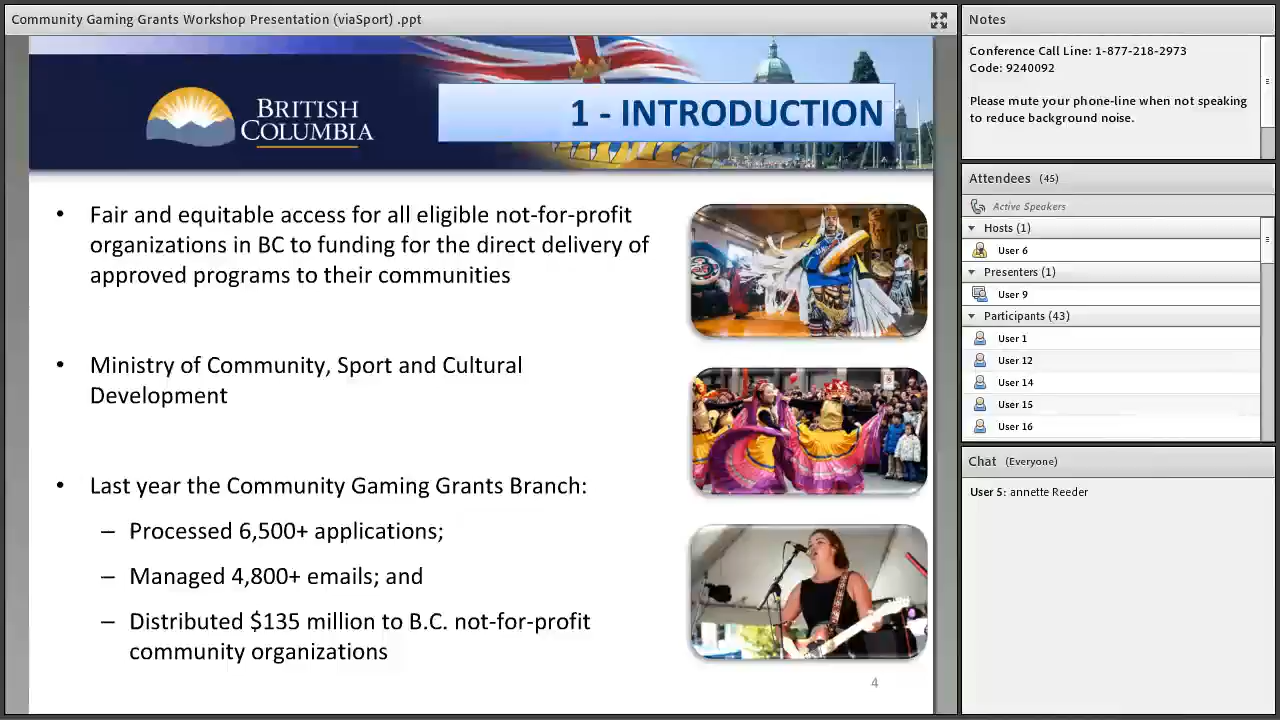 Community Gaming Grants Workshop Presentation (viaSport) .ppt
BRITISH
COLUMBIA
1 - INTRODUCTION
• Fair and equitable access for all eligible not-for-profit
organizations in BC to funding for the direct delivery of
approved programs to their communities
• Ministry of Community, Sport and Cultural
Development
• Last year the Community Gaming Grants Branch:
– Processed 6,500+ applications;
– Managed 4,800+ emails; and
– Distributed $135 million to B.C. not-for-profit
community organizations
4
Notes
Conference Call Line: 1-877-218-2973
Code: 9240092
Please mute your phone-line when not speaking
to reduce background noise.
Attendees (45)
Active Speakers
Hosts (1)
User 6
Presenters (1)
User 9
Participants (43)
User 1
User 12
User 14
User 15
User 16
Chat (Everyone)
User 5: annette Reeder